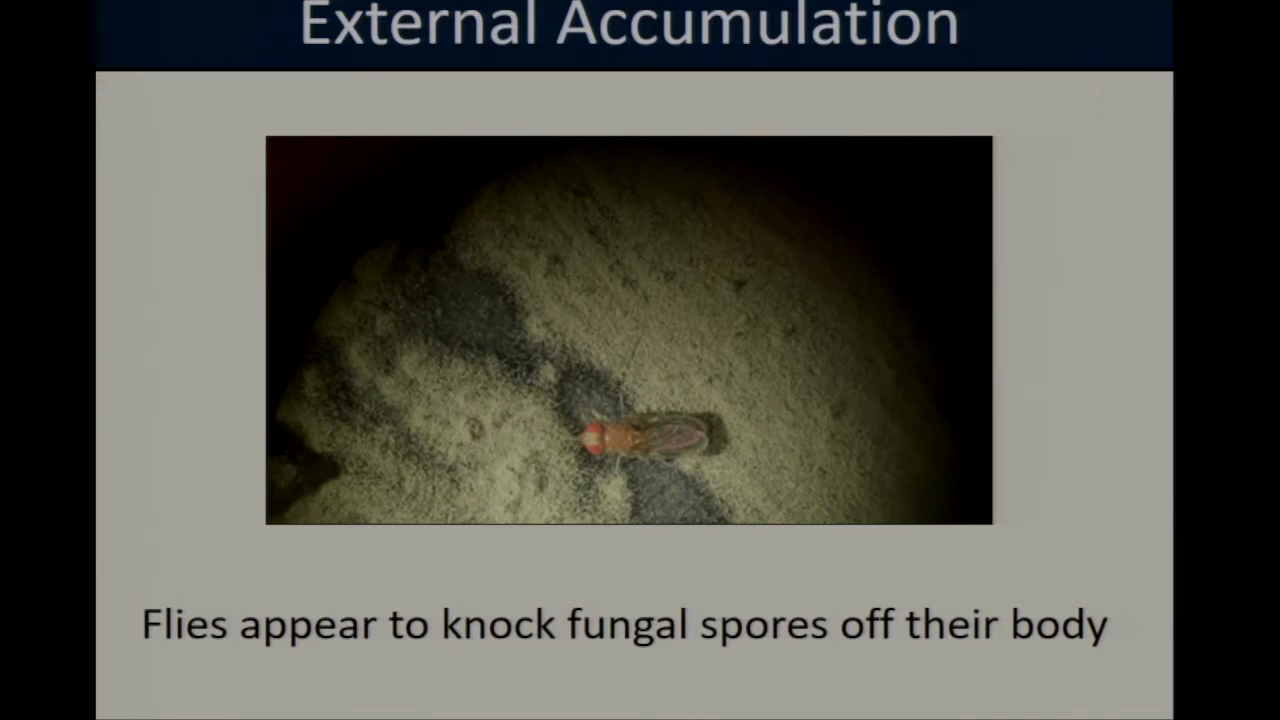 External Accumulation
Flies appear to knock fungal spores off their body